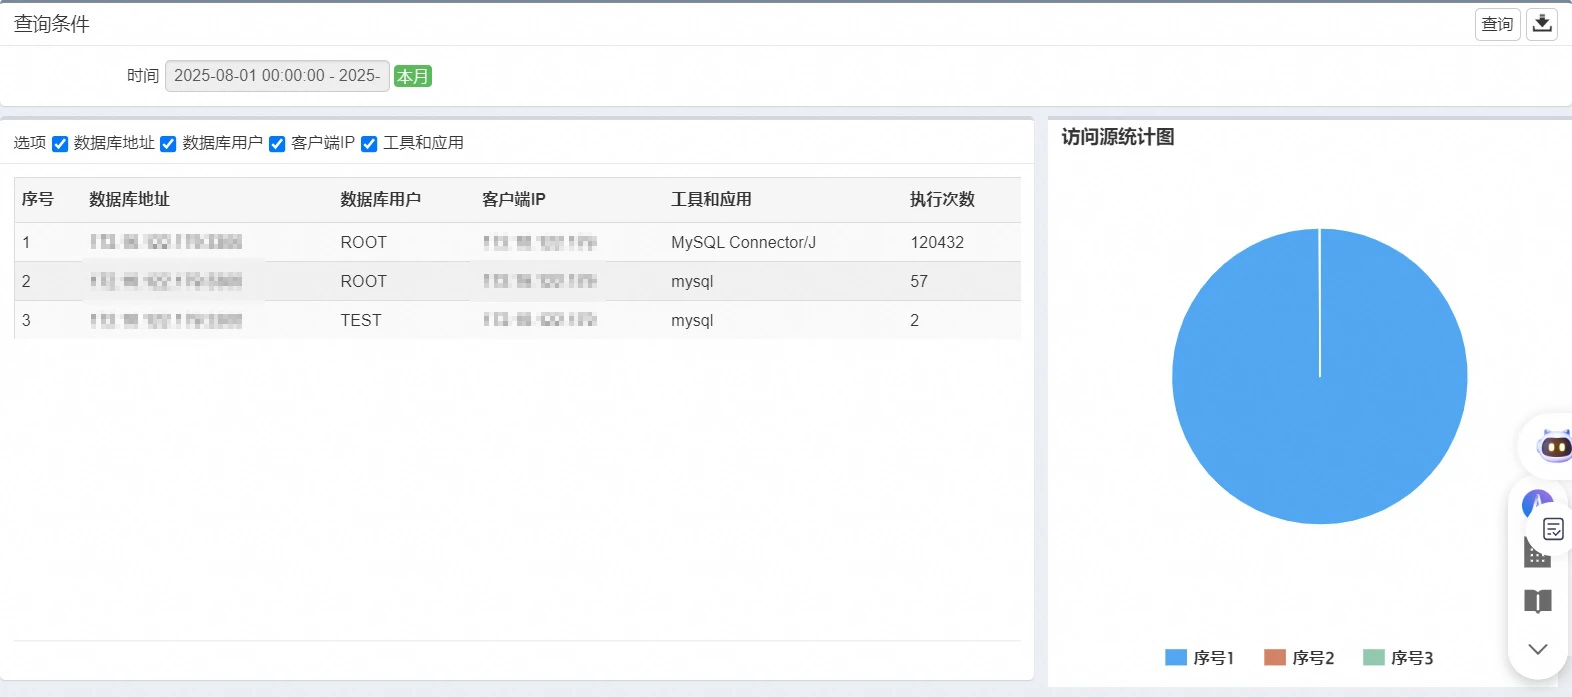 查询条件
查询
时间 2025-08-01 00:00:00 - 2025- 本月
选项 数据库地址 数据库用户 客户端IP 工具和应用
序号 数据库地址 数据库用户 客户端IP 工具和应用 执行次数
1 ROOT MySQL Connector/J 120432
2 ROOT mysql 57
3 TEST mysql 2
访问源统计图
序号1 序号2 序号3